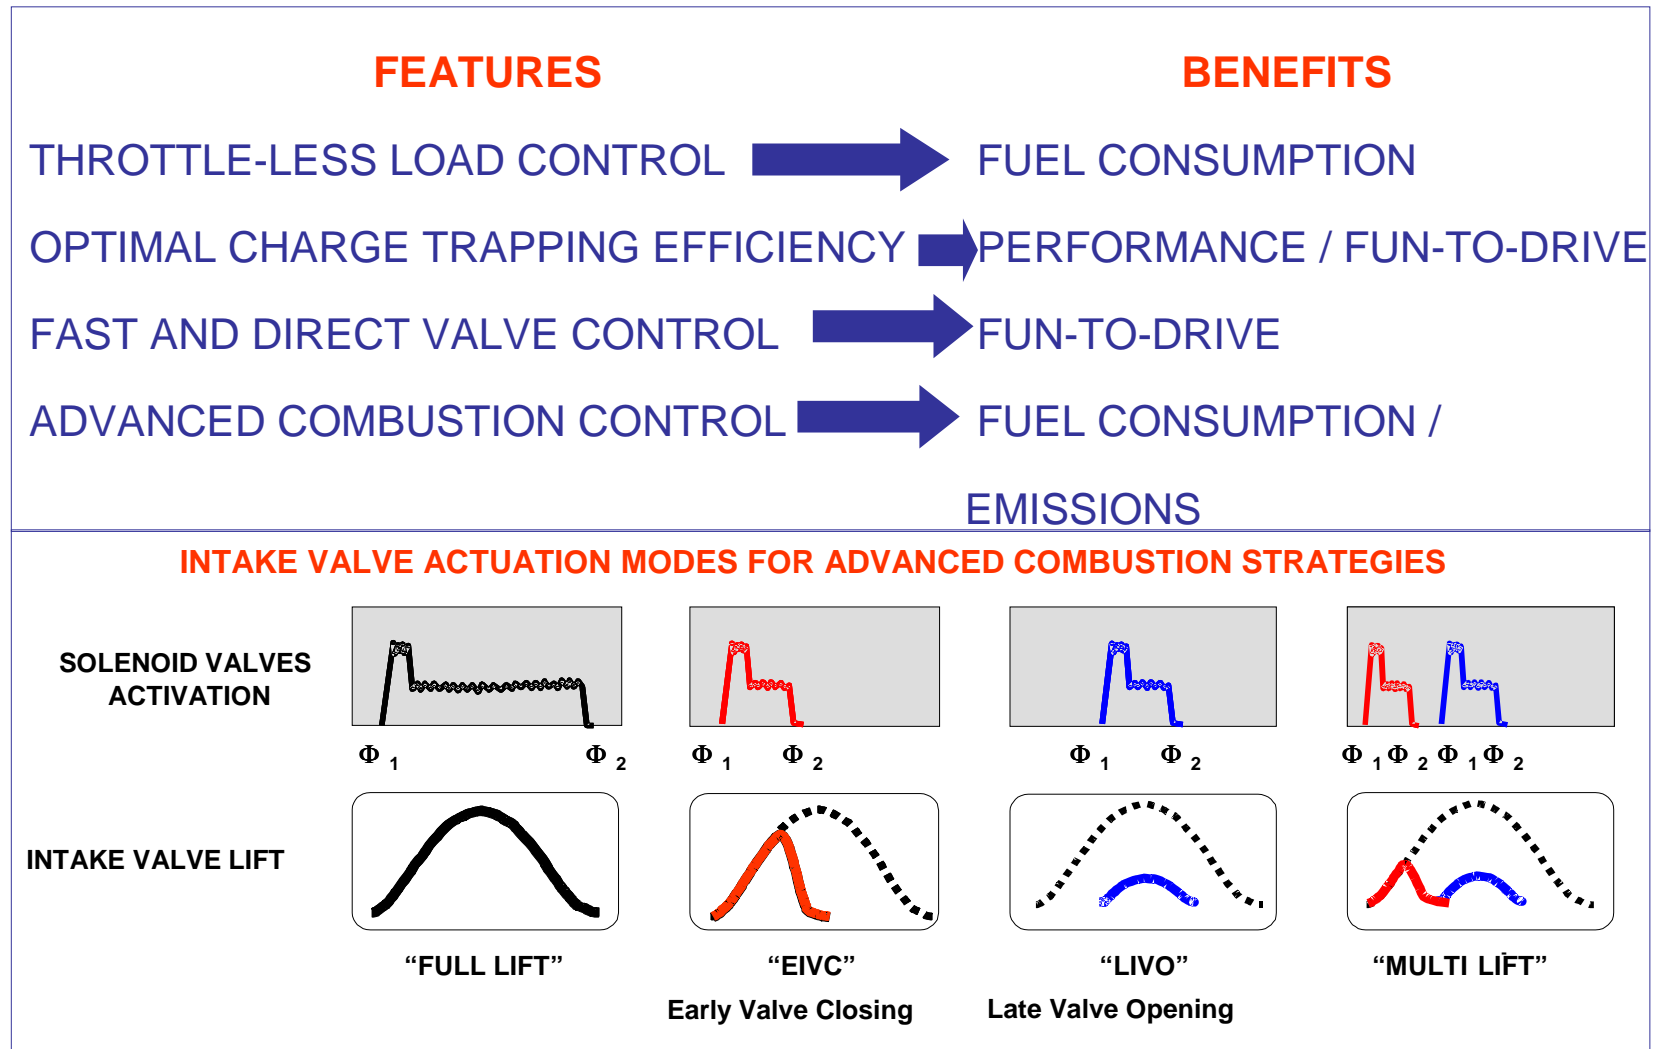 FEATURES BENEFITS
THROTTLE-LESS LOAD CONTROL FUEL CONSUMPTION
OPTIMAL CHARGE TRAPPING EFFICIENCY PERFORMANCE / FUN-TO-DRIVE
FAST AND DIRECT VALVE CONTROL FUN-TO-DRIVE
ADVANCED COMBUSTION CONTROL FUEL CONSUMPTION /
EMISSIONS
INTAKE VALVE ACTUATION MODES FOR ADVANCED COMBUSTION STRATEGIES
SOLENOID VALVES
ACTIVATION
Φ 1 Φ 2 Φ 1 Φ 2 Φ 1 Φ 2 Φ 1 Φ 2 Φ 1 Φ 2
INTAKE VALVE LIFT
“FULL LIFT” “EIVC” “LIVO” “MULTI LIFT”
Early Valve Closing Late Valve Opening